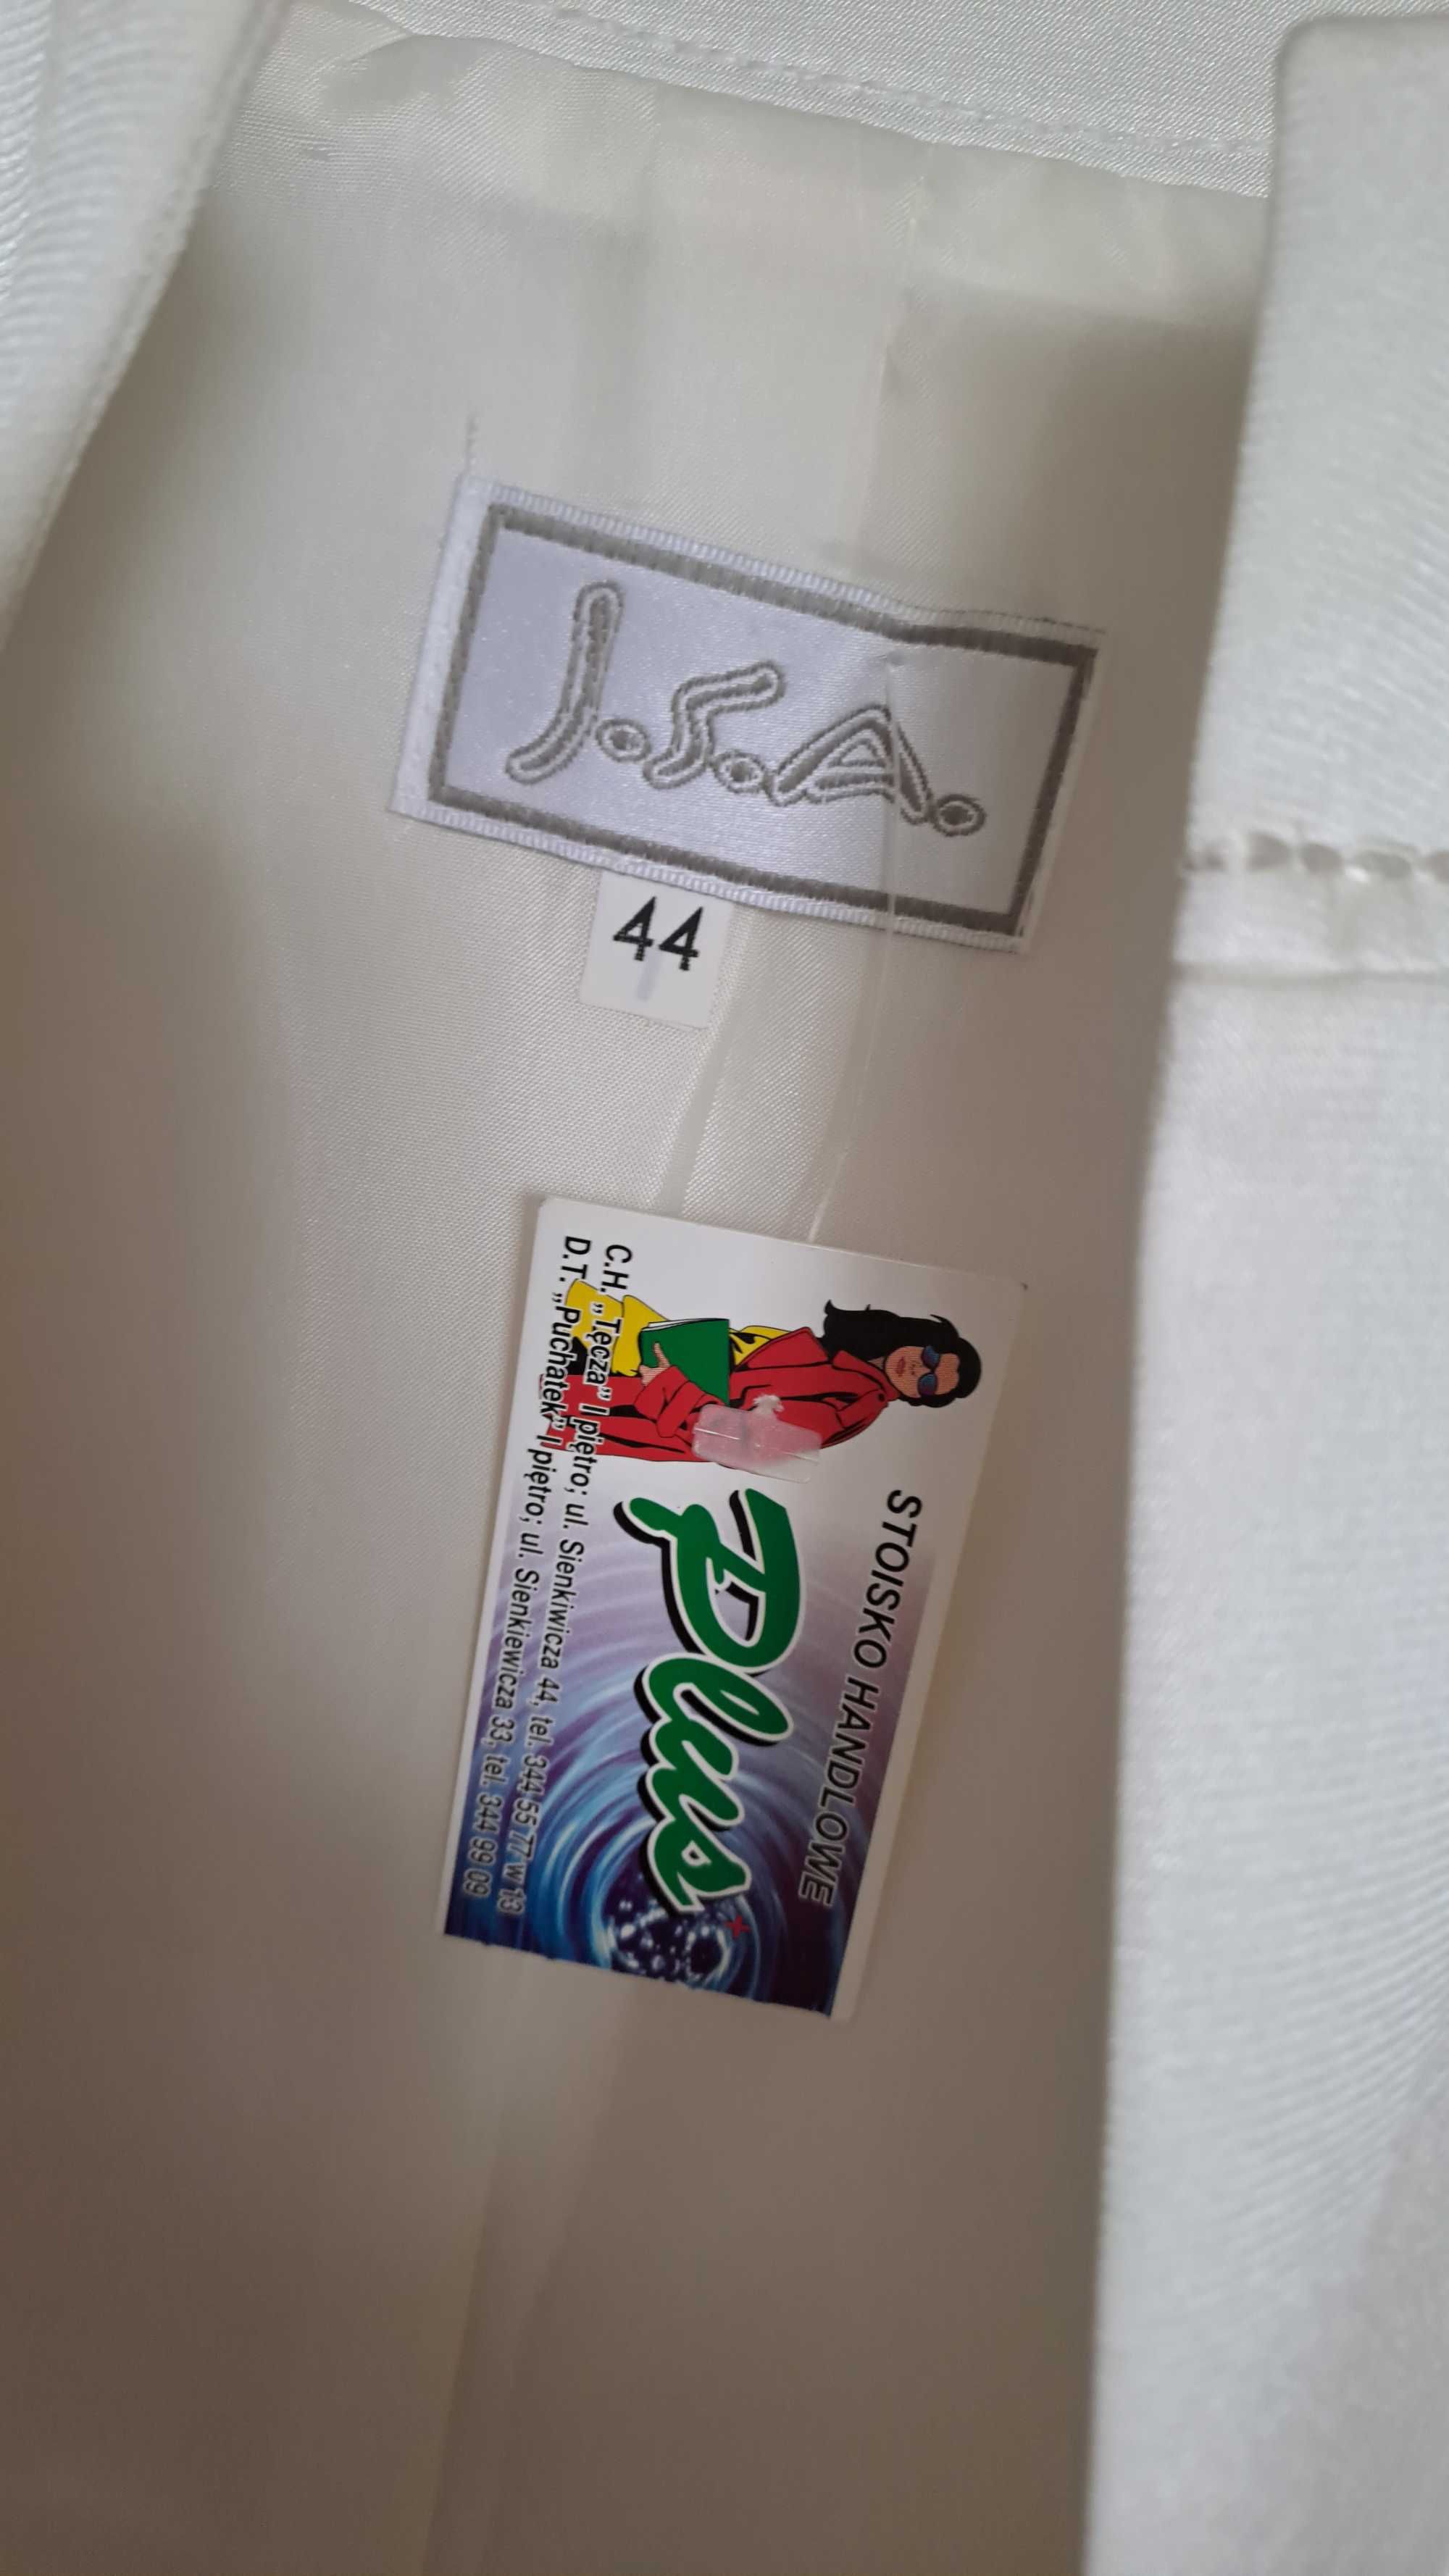 J.S.A.
44
STOISKO HANDLOWE
Plus
C.H. „Tęcza” I piętro; ul. Sienkiwicza 44, tel. 344 55 77 w 13
D.T. „Puchatek” I piętro; ul. Sienkiewicza 33, tel. 344 99 09